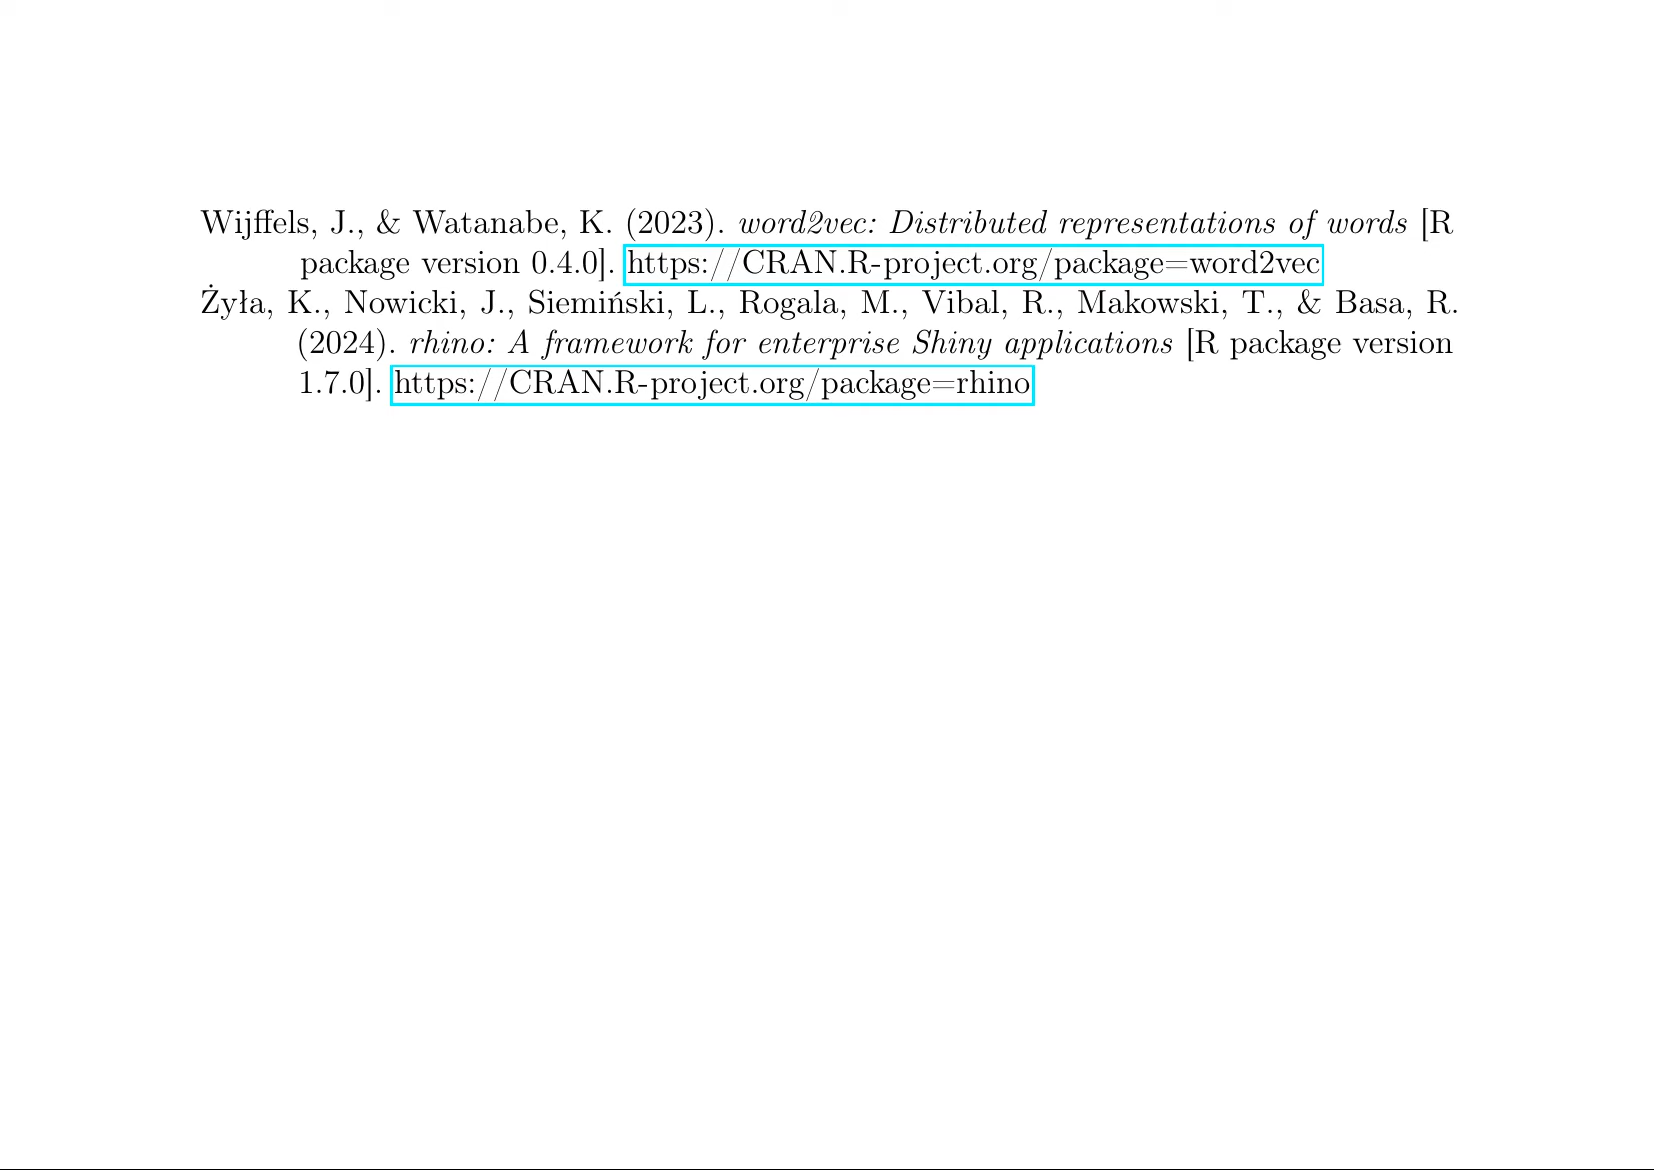 Wijffels, J., & Watanabe, K. (2023). word2vec: Distributed representations of words [R
package version 0.4.0]. https://CRAN.R-project.org/package=word2vec
Żyła, K., Nowicki, J., Siemiński, L., Rogala, M., Vibal, R., Makowski, T., & Basa, R.
(2024). rhino: A framework for enterprise Shiny applications [R package version
1.7.0]. https://CRAN.R-project.org/package=rhino